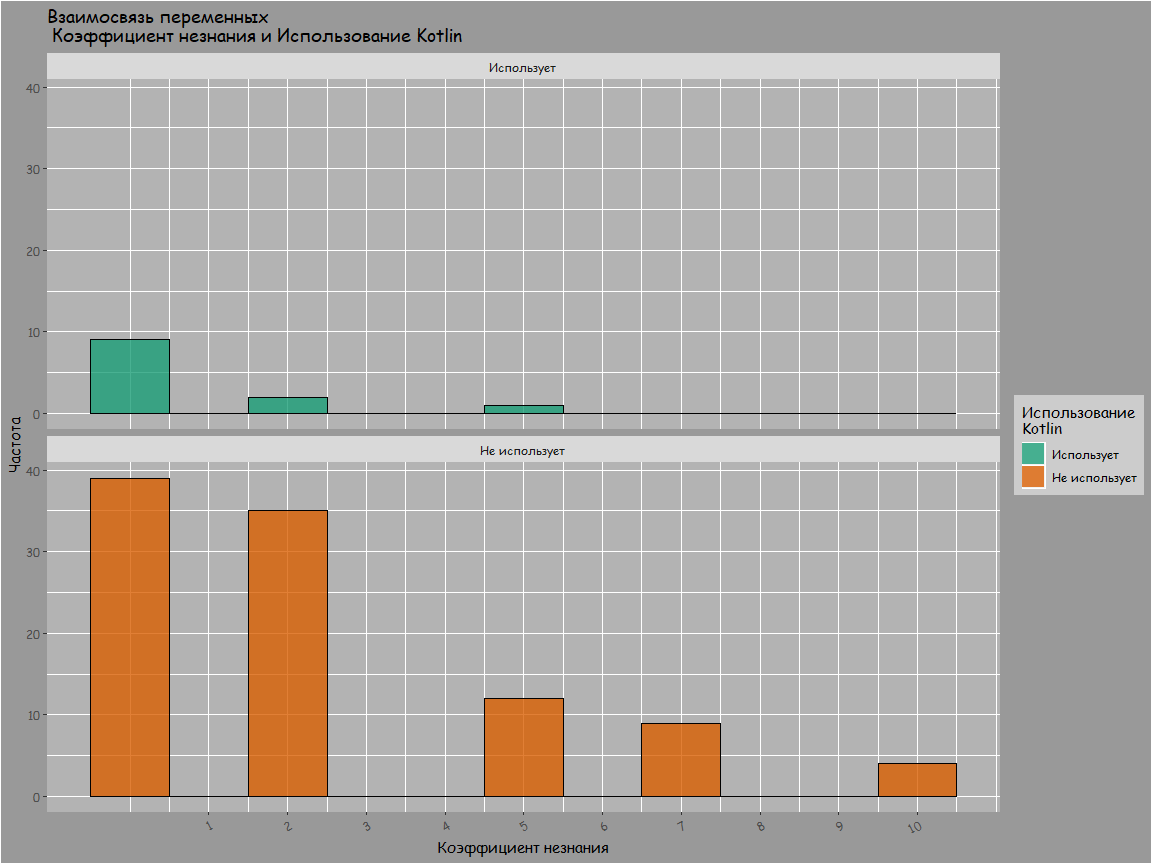 Взаимосвязь переменных
Коэффициент незнания и Использование Kotlin
Использует
40
30
20
10
0
Не использует
40
30
20
10
0
1 2 3 4 5 6 7 8 9 10
Коэффициент незнания
Частота
Использование
Kotlin
Использует
Не использует